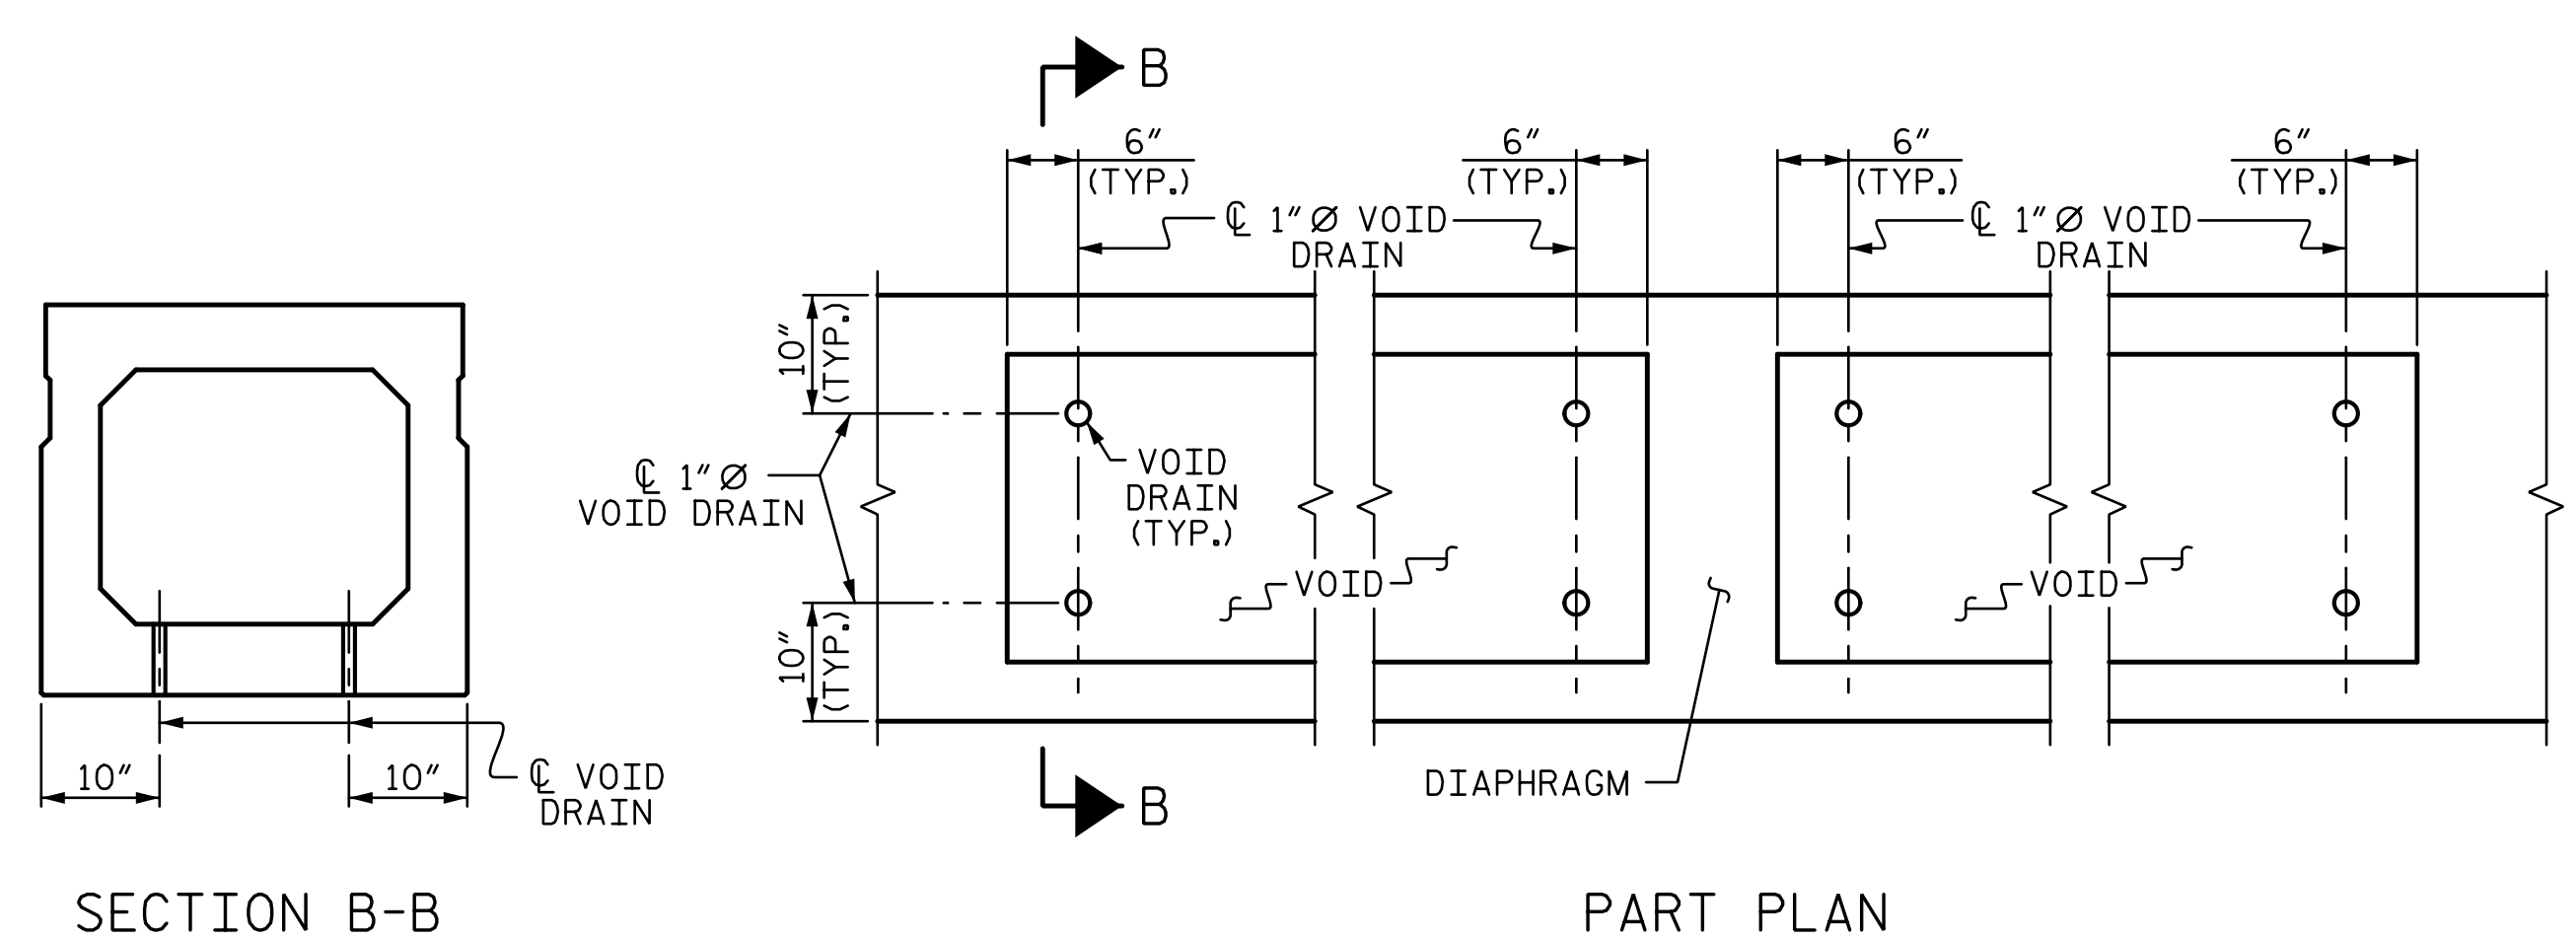 B
6" 6" 6" 6"
(TYP.) (TYP.) (TYP.) (TYP.)
℄ 1"Ø VOID
DRAIN
℄ 1"Ø VOID
DRAIN
10"
(TYP.)
℄ 1"Ø
VOID DRAIN
VOID
DRAIN
(TYP.)
VOID VOID
10"
(TYP.)
10" 10"
℄ VOID
DRAIN
DIAPHRAGM
B
SECTION B-B
PART PLAN